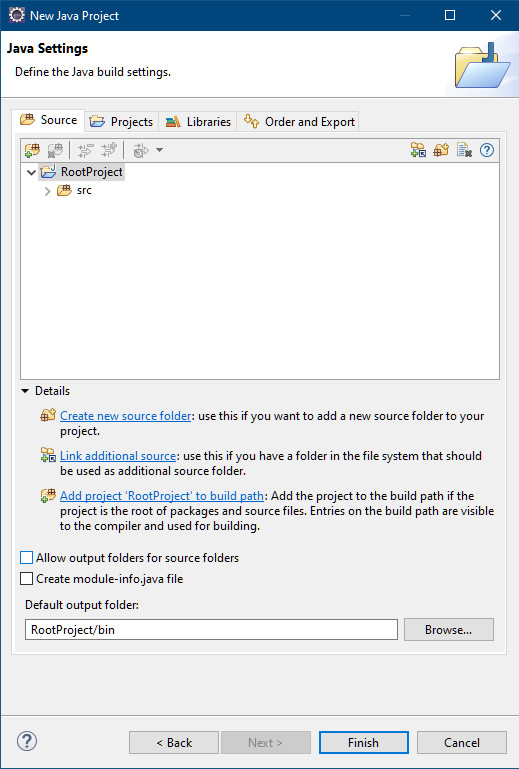 New Java Project
Java Settings
Define the Java build settings.
Source
Projects
Libraries
Order and Export
RootProject
src
Details
Create new source folder: use this if you want to add a new source folder to your
project.
Link additional source: use this if you have a folder in the file system that should
be used as additional source folder.
Add project 'RootProject' to build path: Add the project to the build path if the
project is the root of packages and source files. Entries on the build path are visible
to the compiler and used for building.
Allow output folders for source folders
Create module-info.java file
Default output folder:
RootProject/bin
Browse...
< Back
Next >
Finish
Cancel